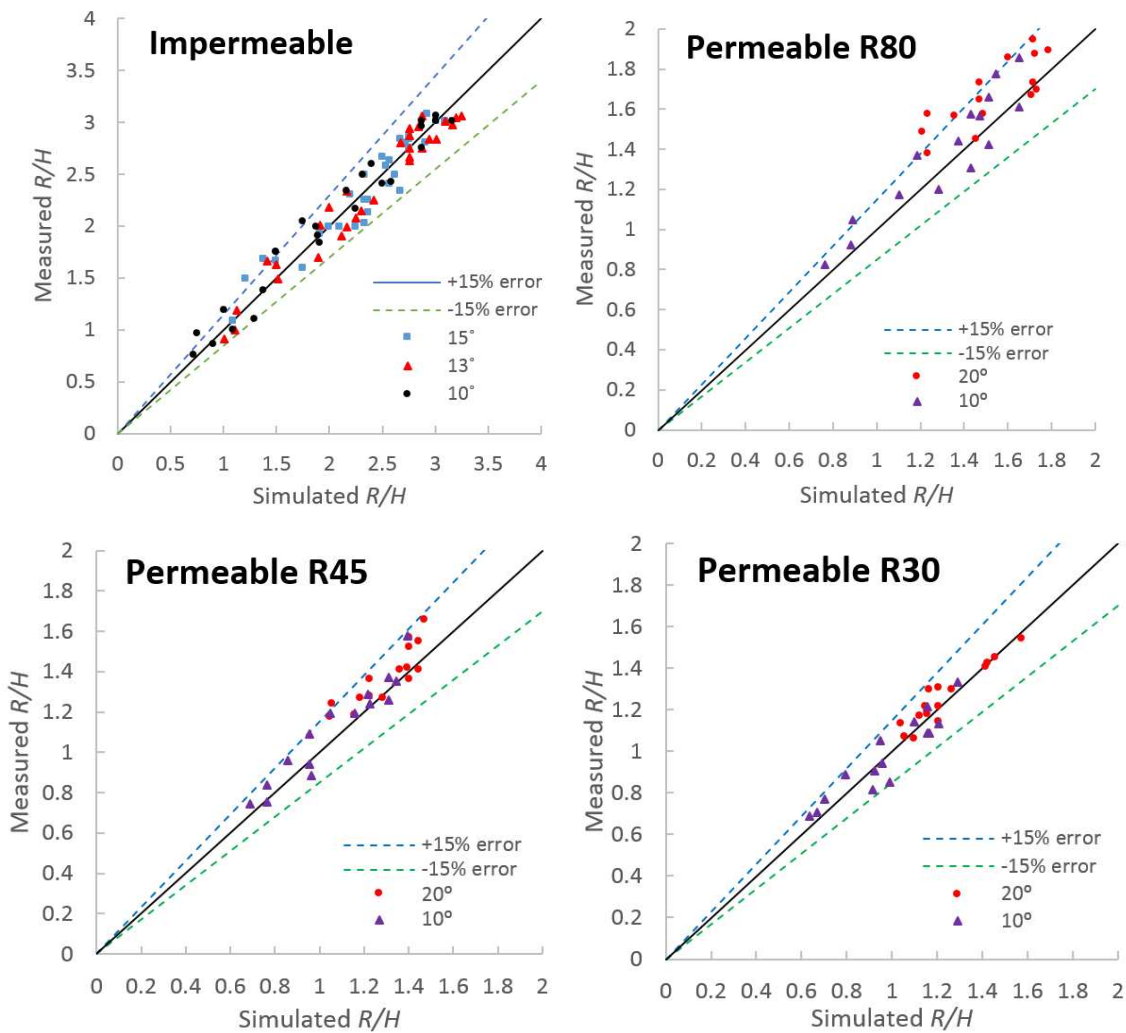 Impermeable
4
3.5
3
2.5
2
1.5
1
0.5
0
Measured R/H
+15% error
-15% error
15°
13°
10°
0 0.5 1 1.5 2 2.5 3 3.5 4
Simulated R/H
Permeable R80
2
1.8
1.6
1.4
1.2
1
0.8
0.6
0.4
0.2
0
Measured R/H
+15% error
-15% error
20º
10º
0 0.2 0.4 0.6 0.8 1 1.2 1.4 1.6 1.8 2
Simulated R/H
Permeable R45
2
1.8
1.6
1.4
1.2
1
0.8
0.6
0.4
0.2
0
Measured R/H
+15% error
-15% error
20º
10º
0 0.2 0.4 0.6 0.8 1 1.2 1.4 1.6 1.8 2
Simulated R/H
Permeable R30
2
1.8
1.6
1.4
1.2
1
0.8
0.6
0.4
0.2
0
Measured R/H
+15% error
-15% error
20º
10º
0 0.2 0.4 0.6 0.8 1 1.2 1.4 1.6 1.8 2
Simulated R/H